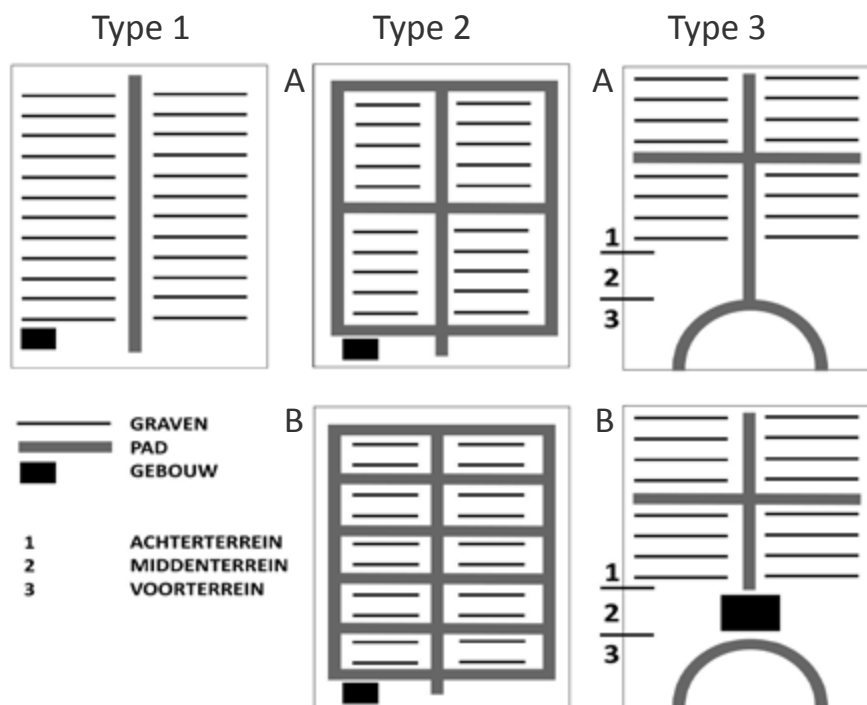 Type 1
Type 2
Type 3
A
A
1
2
3
GRAVEN
PAD
GEBOUW
1 ACHTERTERREIN
2 MIDDENTERREIN
3 VOORTERREIN
B
B
1
2
3